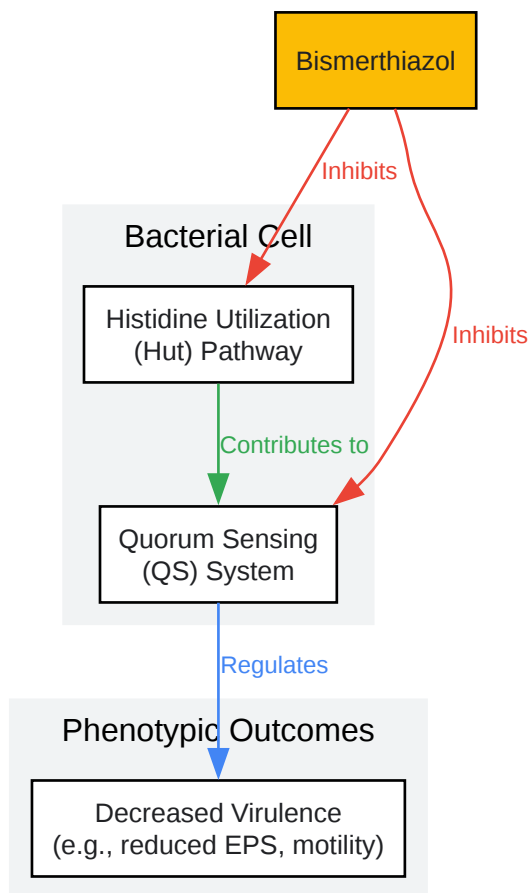 Bismerthiazol
Inhibits
Bacterial Cell
Histidine Utilization
(Hut) Pathway
Inhibits
Contributes to
Quorum Sensing
(QS) System
Regulates
Phenotypic Outcomes
Decreased Virulence
(e.g., reduced EPS, motility)